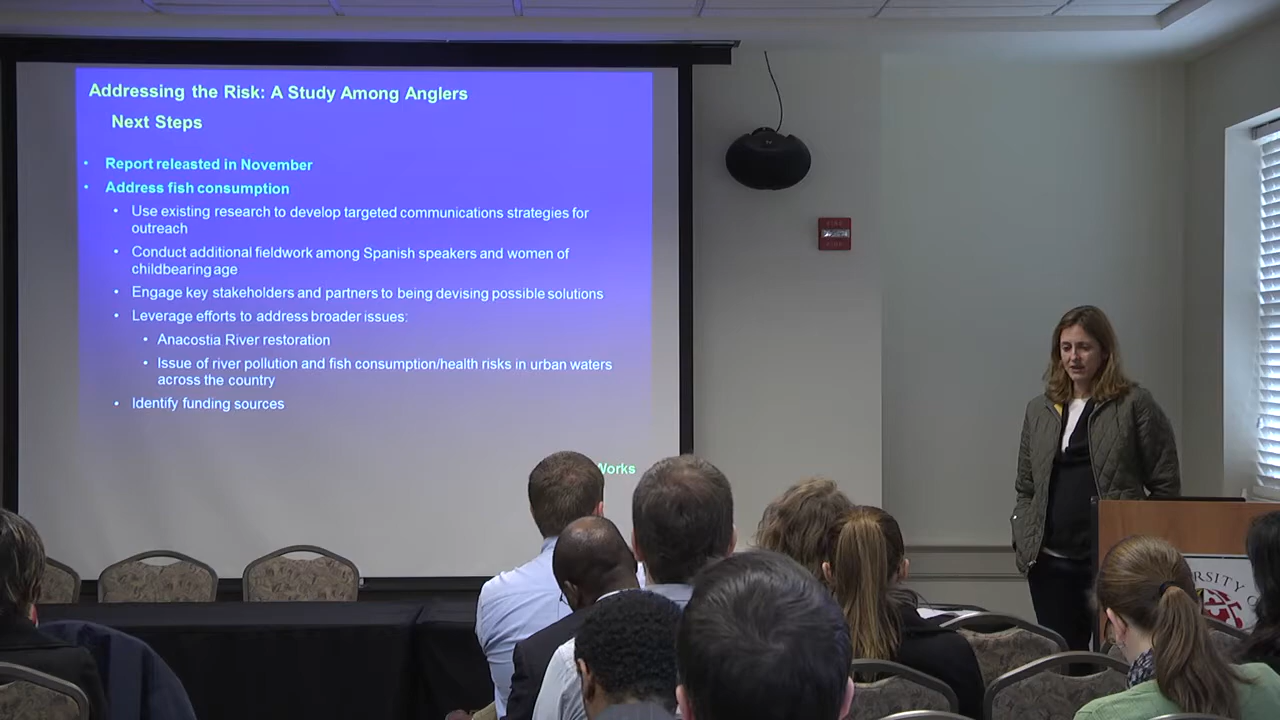 Addressing the Risk: A Study Among Anglers
Next Steps
• Report releasted in November
• Address fish consumption
• Use existing research to develop targeted communications strategies for
outreach
• Conduct additional fieldwork among Spanish speakers and women of
childbearing age
• Engage key stakeholders and partners to being devising possible solutions
• Leverage efforts to address broader issues:
• Anacostia River restoration
• Issue of river pollution and fish consumption/health risks in urban waters
across the country
• Identify funding sources
Works